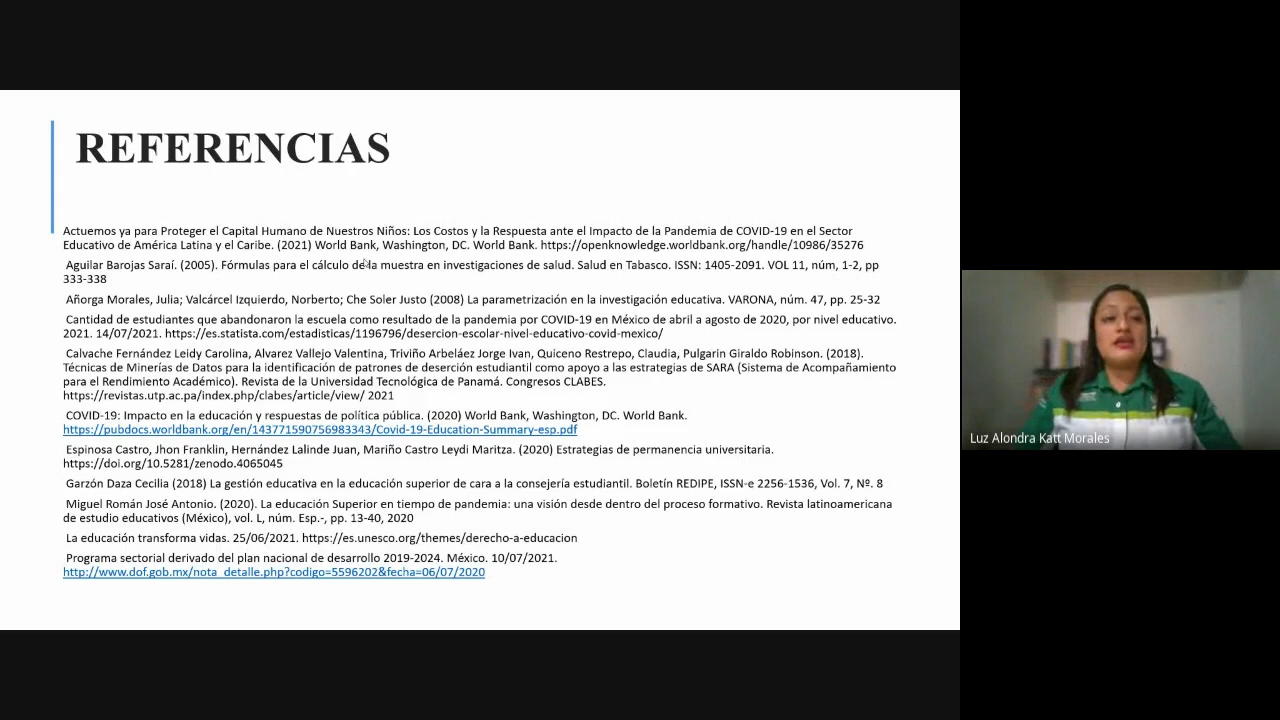 REFERENCIAS
Actuemos ya para Proteger el Capital Humano de Nuestros Niños: Los Costos y la Respuesta ante el Impacto de la Pandemia de COVID-19 en el Sector
Educativo de América Latina y el Caribe. (2021) World Bank, Washington, DC. World Bank. https://openknowledge.worldbank.org/handle/10986/35276
Aguilar Barojas Saraí. (2005). Fórmulas para el cálculo de la muestra en investigaciones de salud. Salud en Tabasco. ISSN: 1405-2091. VOL 11, núm, 1-2, pp
333-338
Añorga Morales, Julia; Valcárcel Izquierdo, Norberto; Che Soler Justo (2008) La parametrización en la investigación educativa. VARONA, núm. 47, pp. 25-32
Cantidad de estudiantes que abandonaron la escuela como resultado de la pandemia por COVID-19 en México de abril a agosto de 2020, por nivel educativo.
2021. 14/07/2021. https://es.statista.com/estadisticas/1196796/desercion-escolar-nivel-educativo-covid-mexico/
Calvache Fernández Leidy Carolina, Alvarez Vallejo Valentina, Triviño Arbeláez Jorge Ivan, Quiceno Restrepo, Claudia, Pulgarin Giraldo Robinson. (2018).
Técnicas de Minerías de Datos para la identificación de patrones de deserción estudiantil como apoyo a las estrategias de SARA (Sistema de Acompañamiento
para el Rendimiento Académico). Revista de la Universidad Tecnológica de Panamá. Congresos CLABES.
https://revistas.utp.ac.pa/index.php/clabes/article/view/ 2021
COVID-19: Impacto en la educación y respuestas de política pública. (2020) World Bank, Washington, DC. World Bank.
https://pubdocs.worldbank.org/en/143771590756983343/Covid-19-Education-Summary-esp.pdf
Espinosa Castro, Jhon Franklin, Hernández Lalinde Juan, Mariño Castro Leydi Maritza. (2020) Estrategias de permanencia universitaria.
https://doi.org/10.5281/zenodo.4065045
Garzón Daza Cecilia (2018) La gestión educativa en la educación superior de cara a la consejería estudiantil. Boletín REDIPE, ISSN-e 2256-1536, Vol. 7, Nº. 8
Miguel Román José Antonio. (2020). La educación Superior en tiempo de pandemia: una visión desde dentro del proceso formativo. Revista latinoamericana
de estudio educativos (México), vol. L, núm. Esp.-, pp. 13-40, 2020
La educación transforma vidas. 25/06/2021. https://es.unesco.org/themes/derecho-a-educacion
Programa sectorial derivado del plan nacional de desarrollo 2019-2024. México. 10/07/2021.
http://www.dof.gob.mx/nota_detalle.php?codigo=5596202&fecha=06/07/2020
Luz Alondra Katt Morales